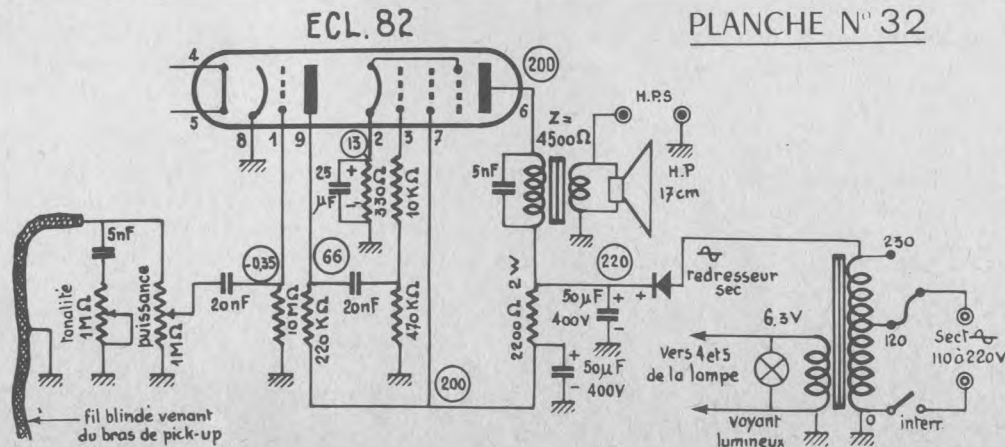 PLANCHE N° 32
ECL.82
4
5
8
1
9
2
3
7
6
200
13
25
µF
+
-
330Ω
10KΩ
Z=
4500Ω
5nF
H.P.S
H.P
17cm
5nF
tonalité
1MΩ
puissance
1MΩ
20nF
-0,35
10MΩ
66
220KΩ
20nF
470KΩ
200
2200Ω 2W
220
50µF
400V
+
-
+
50µF
400V
+
-
redresseur
sec
230
120
0
6,3V
vers 4 et 5
de la lampe
voyant
lumineux
Sect.
110 à 220V
interr.
fil blindé venant
du bras de pick-up